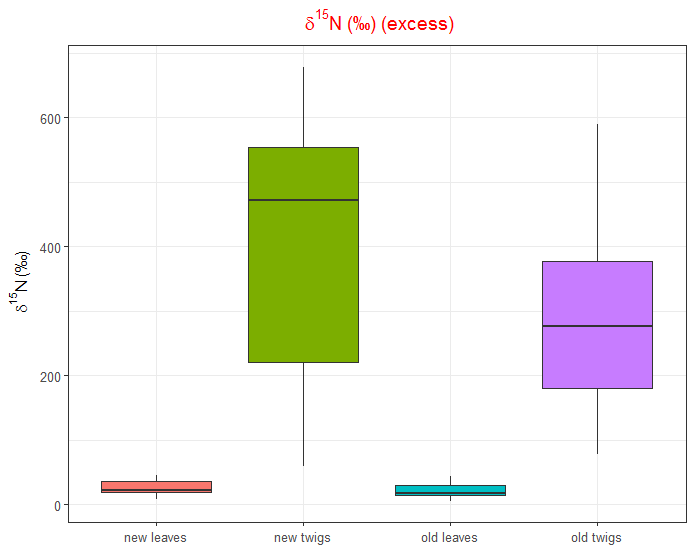 δ¹⁵N (‰) (excess)
δ¹⁵N (‰)
600
400
200
0
new leaves
new twigs
old leaves
old twigs